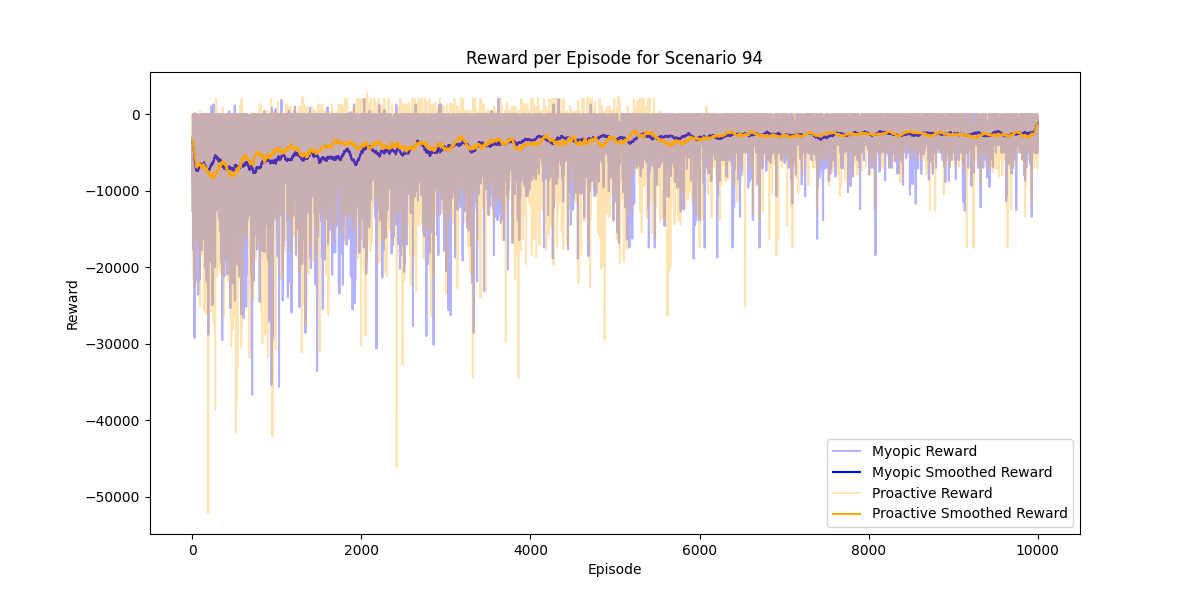 Reward per Episode for Scenario 94
Reward
0
−10000
−20000
−30000
−40000
−50000
0
2000
4000
6000
8000
10000
Episode
Myopic Reward
Myopic Smoothed Reward
Proactive Reward
Proactive Smoothed Reward